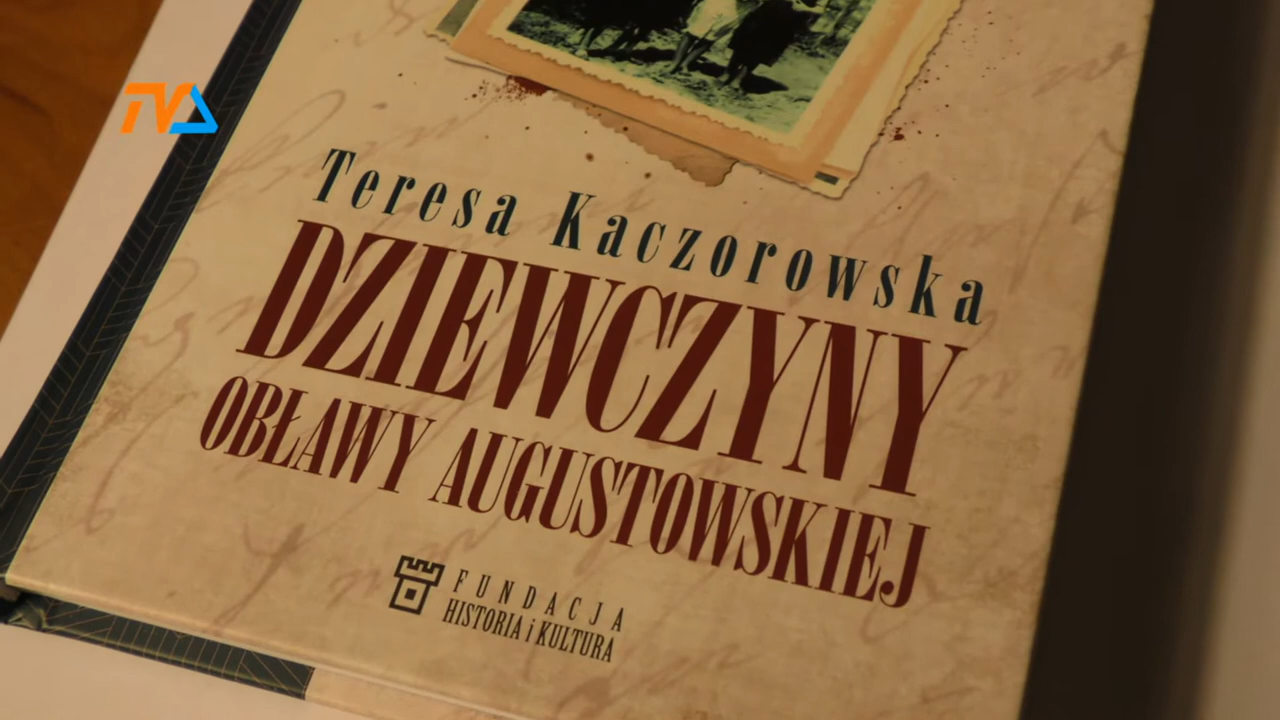 TVA
Teresa Kaczorowska
DZIEWCZYNY
OBŁAWY AUGUSTOWSKIEJ
FUNDACJA
HISTORIA i KULTURA